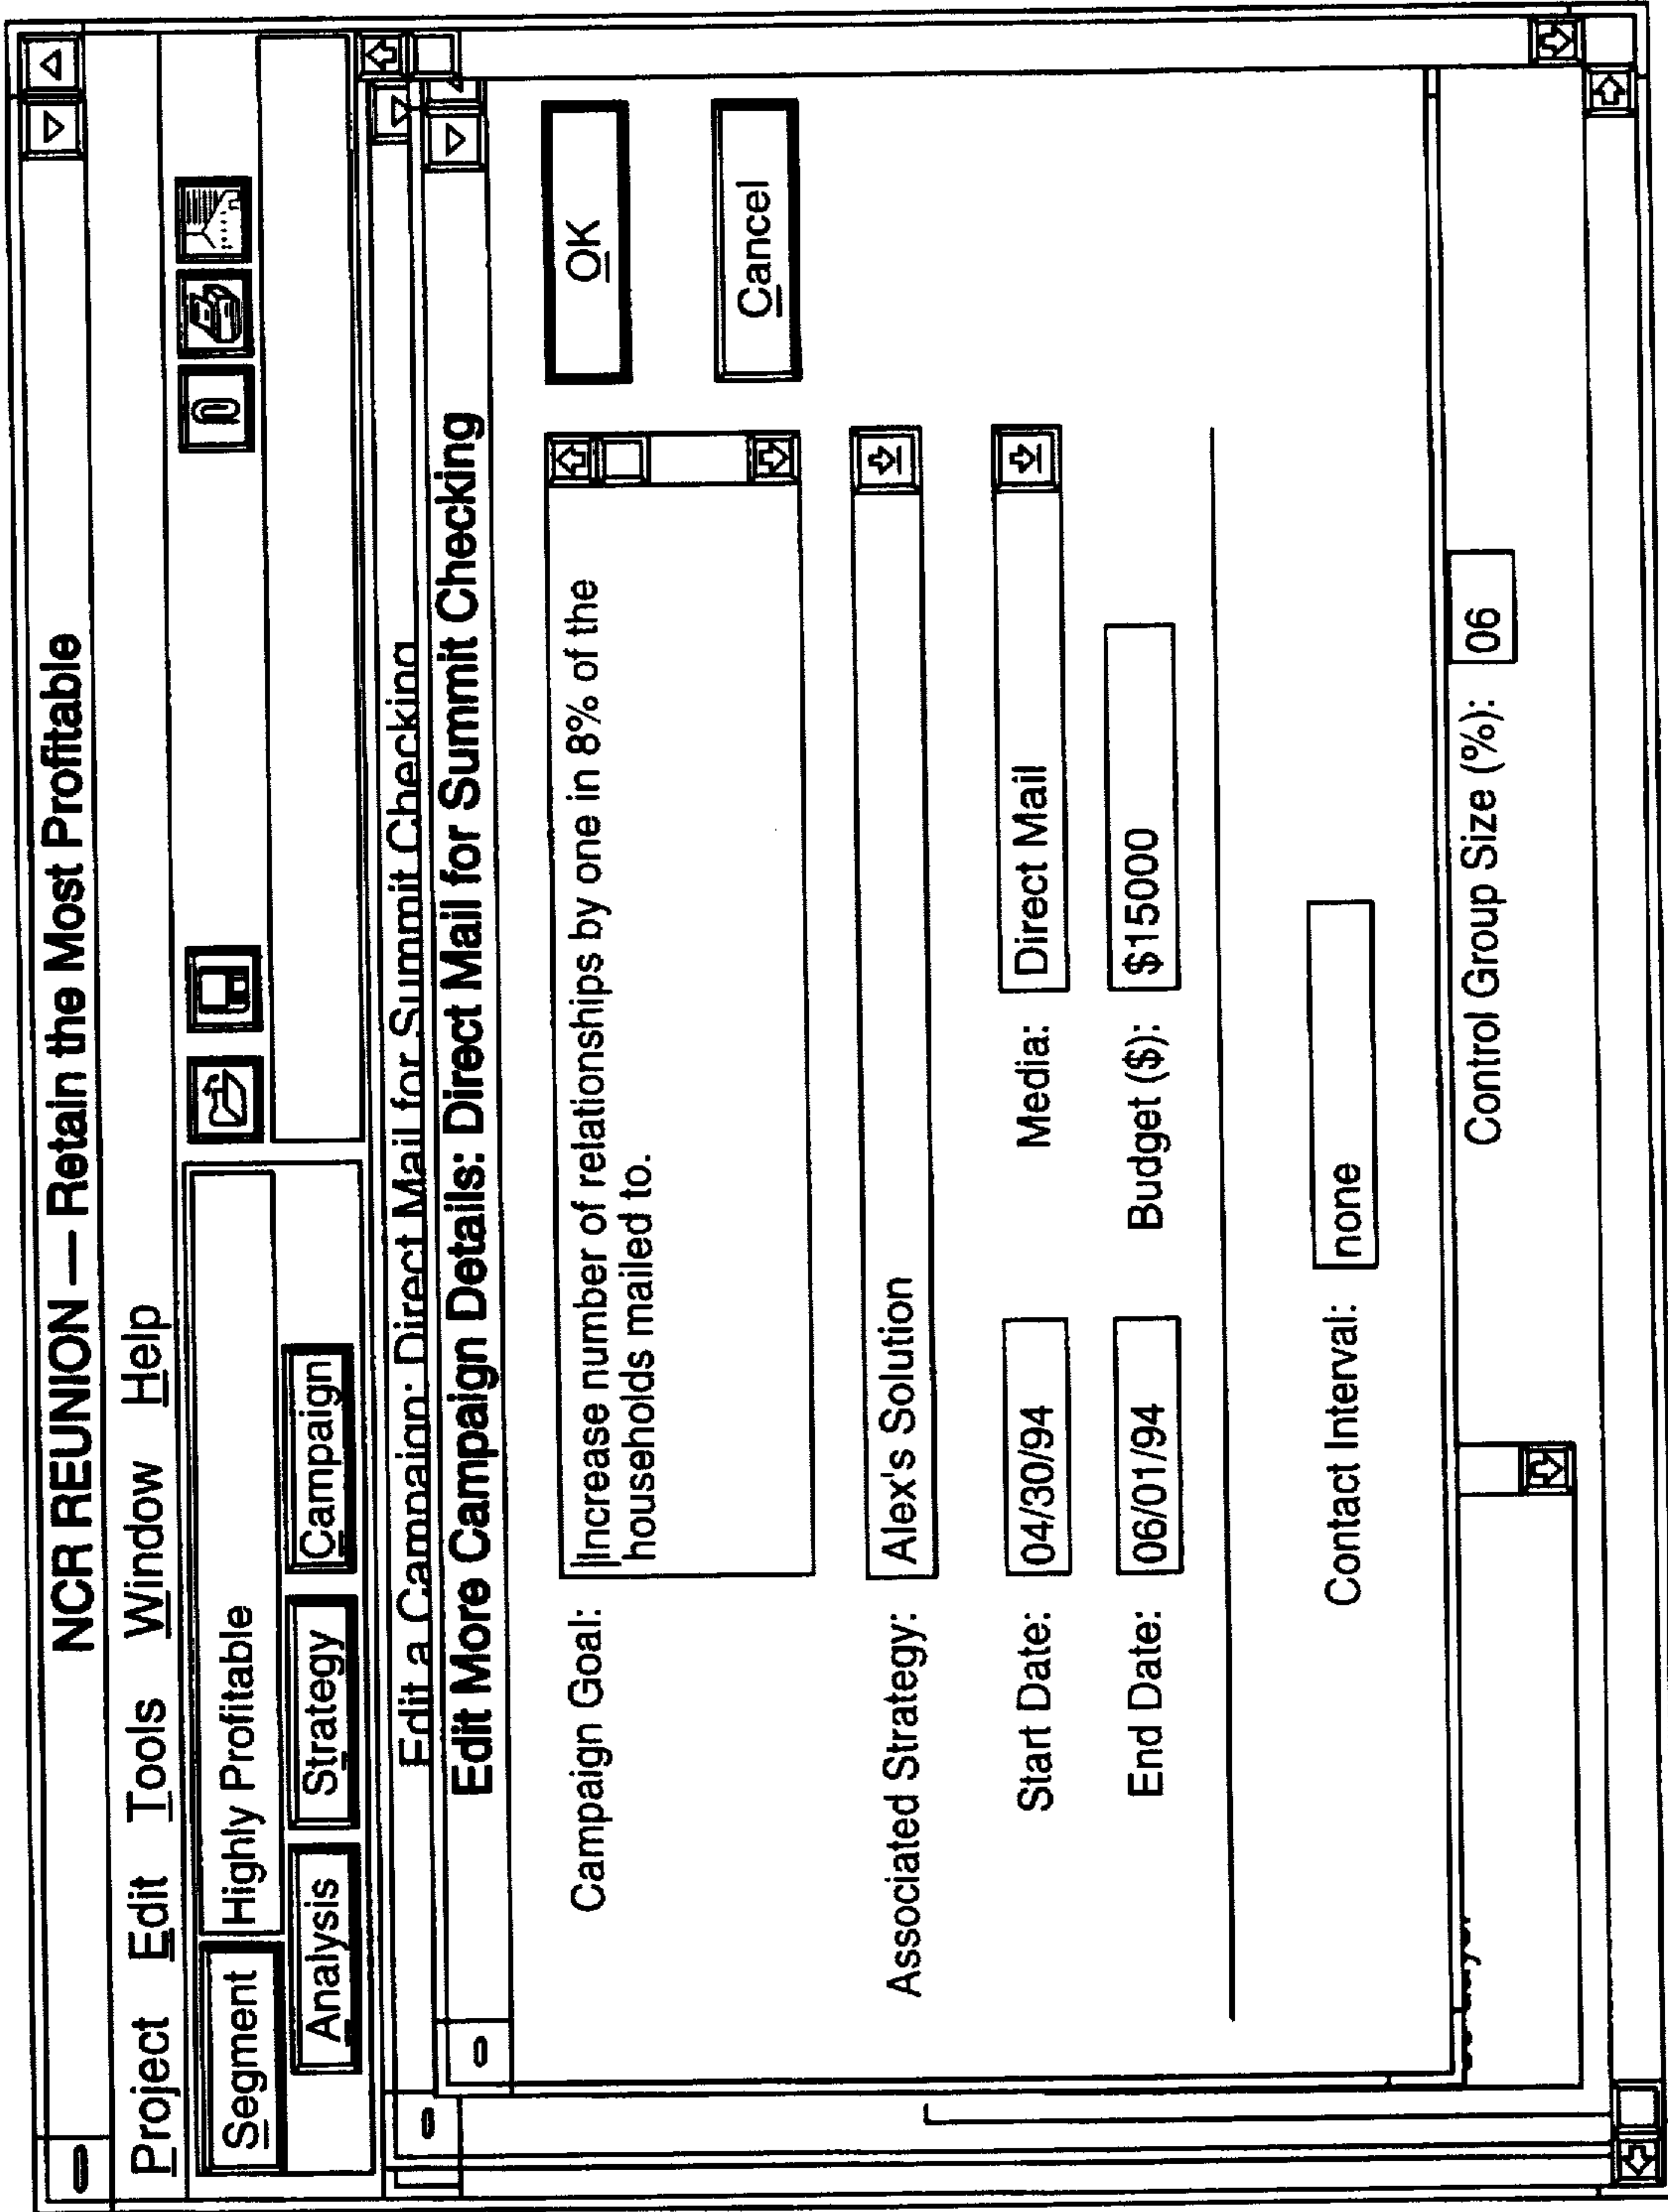 NCR REUNION — Retain the Most Profitable
Project Edit Tools Window Help
Segment Highly Profitable
Analysis Strategy Campaign
Edit a Campaign: Direct Mail for Summit Checking
Edit More Campaign Details: Direct Mail for Summit Checking
Campaign Goal: Increase number of relationships by one in 8% of the
households mailed to.
OK
Cancel
Associated Strategy: Alex's Solution
Start Date: 04/30/94 Media: Direct Mail
End Date: 06/01/94 Budget ($): $15000
Contact Interval: none
Control Group Size (%): 06